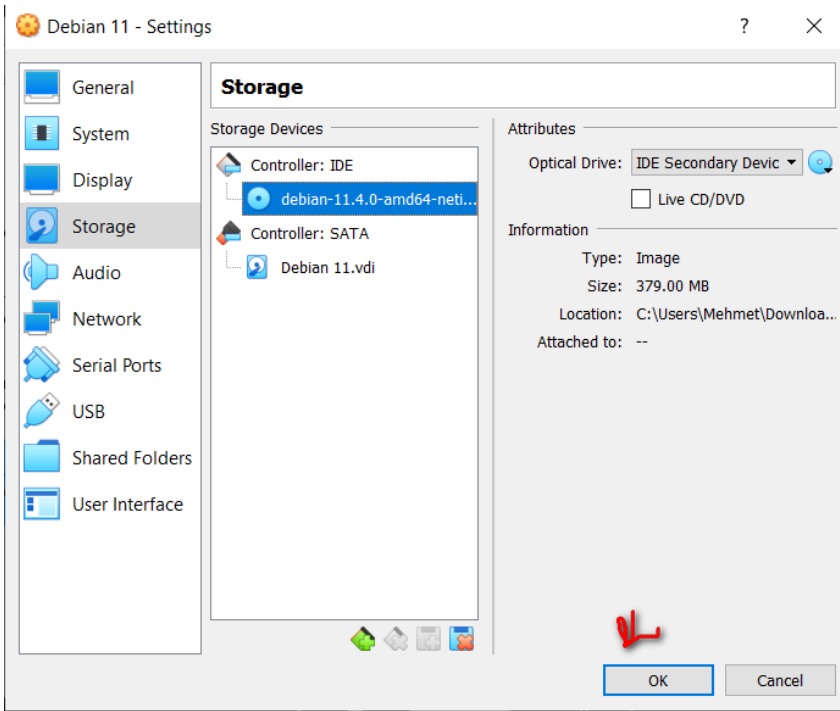 Debian 11 - Settings
?
General
System
Display
Storage
Audio
Network
Serial Ports
USB
Shared Folders
User Interface
Storage
Storage Devices
Controller: IDE
debian-11.4.0-amd64-neti...
Controller: SATA
Debian 11.vdi
Attributes
Optical Drive: IDE Secondary Devic
Live CD/DVD
Information
Type: Image
Size: 379.00 MB
Location: C:\Users\Mehmet\Downloa...
Attached to: --
OK
Cancel